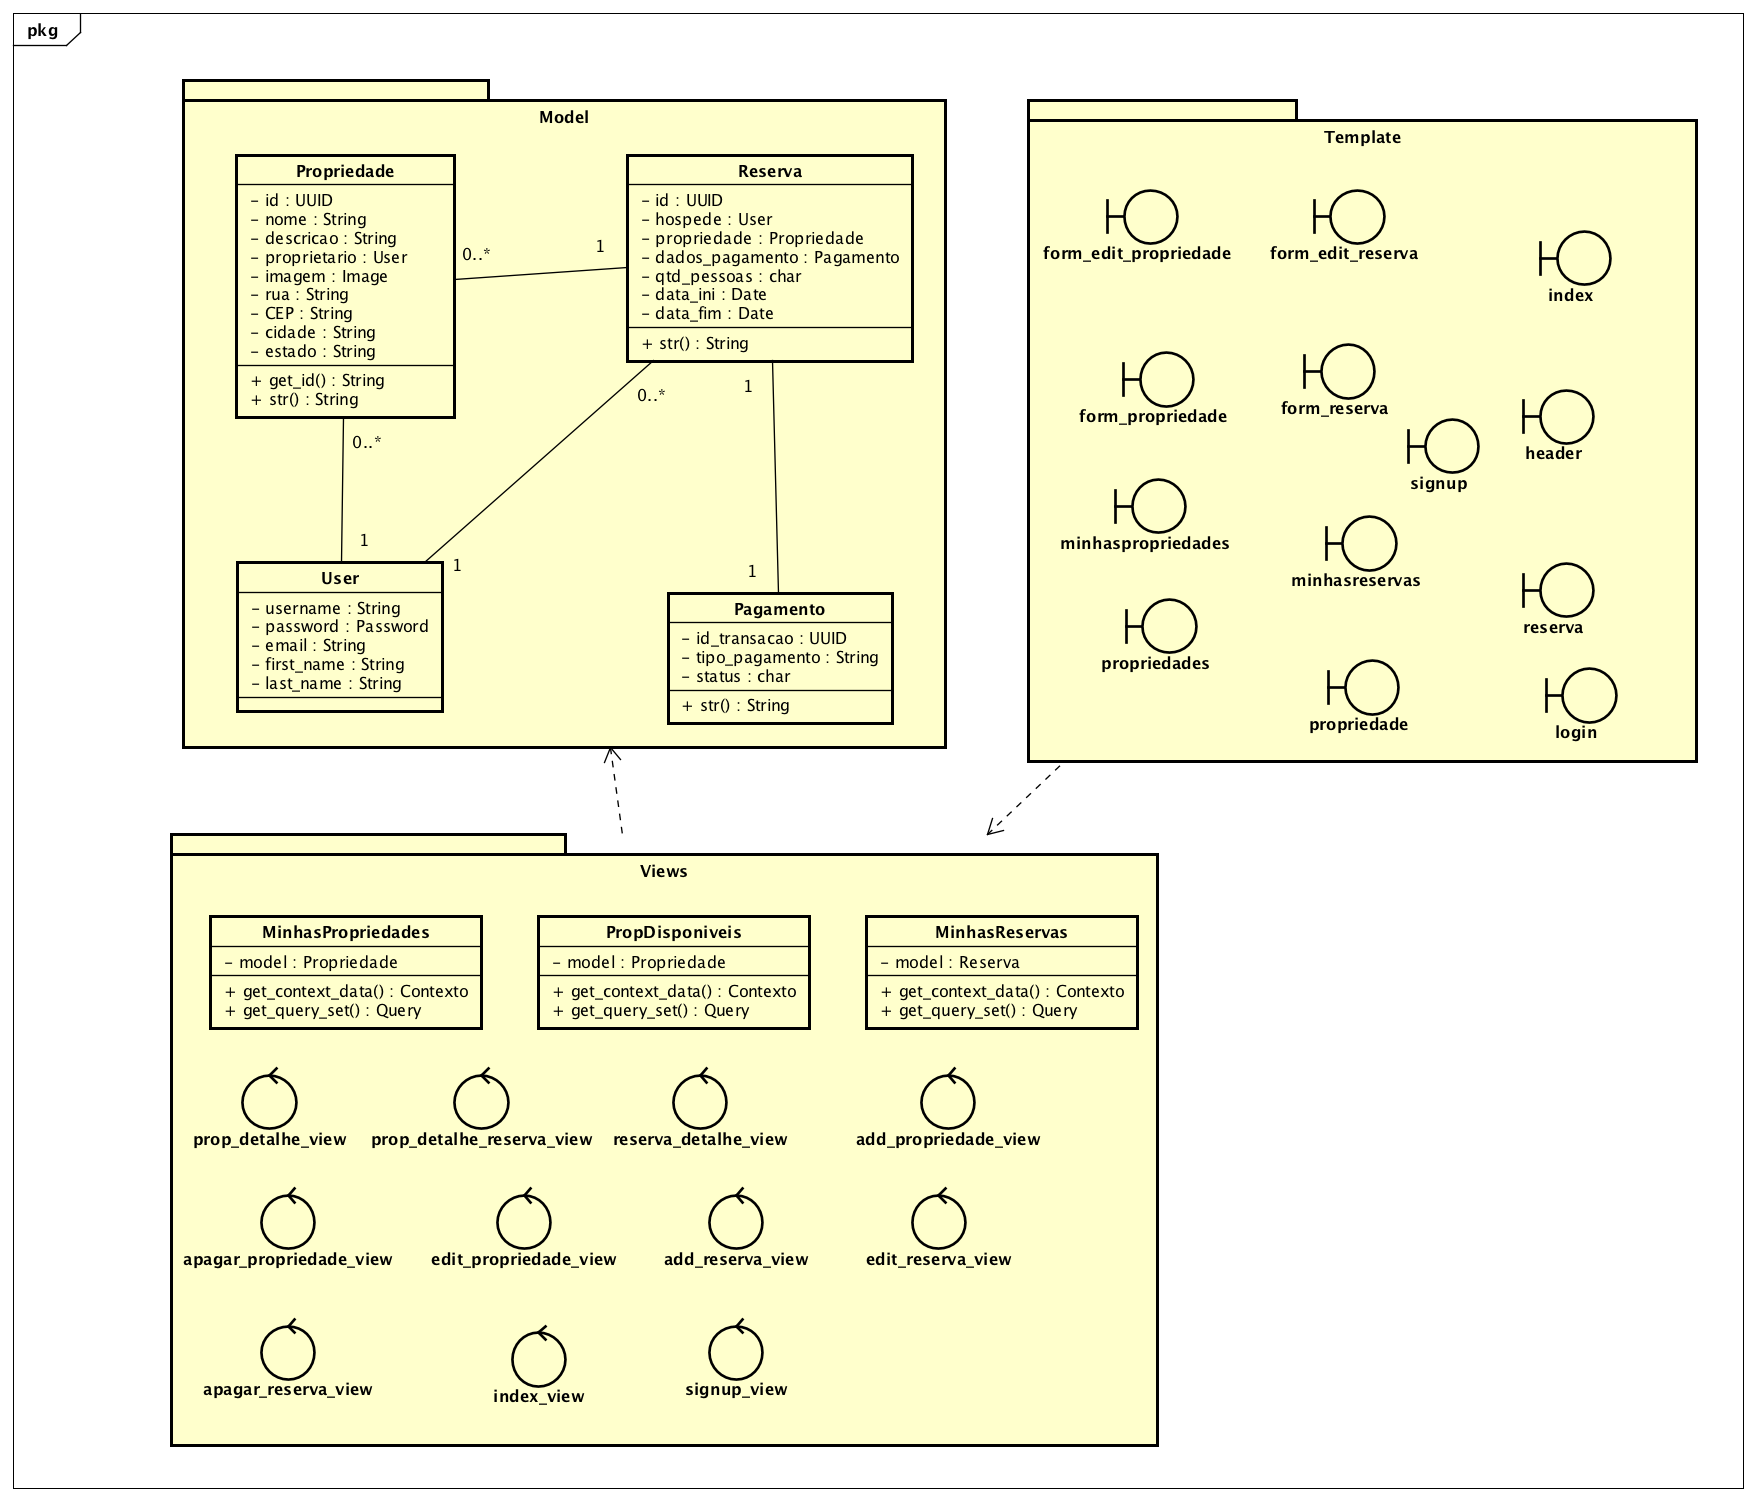 pkg
Model
Propriedade
– id : UUID
– nome : String
– descricao : String
– proprietario : User
– imagem : Image
– rua : String
– CEP : String
– cidade : String
– estado : String
+ get_id() : String
+ str() : String
Reserva
– id : UUID
– hospede : User
– propriedade : Propriedade
– dados_pagamento : Pagamento
– qtd_pessoas : char
– data_ini : Date
– data_fim : Date
+ str() : String
0..*
1
0..*
1
0..*
1
1
1
User
– username : String
– password : Password
– email : String
– first_name : String
– last_name : String
Pagamento
– id_transacao : UUID
– tipo_pagamento : String
– status : char
+ str() : String
Template
form_edit_propriedade
form_edit_reserva
index
form_propriedade
form_reserva
header
signup
minhaspropriedades
minhasreservas
reserva
propriedades
propriedade
login
Views
MinhasPropriedades
– model : Propriedade
+ get_context_data() : Contexto
+ get_query_set() : Query
PropDisponiveis
– model : Propriedade
+ get_context_data() : Contexto
+ get_query_set() : Query
MinhasReservas
– model : Reserva
+ get_context_data() : Contexto
+ get_query_set() : Query
prop_detalhe_view
prop_detalhe_reserva_view
reserva_detalhe_view
add_propriedade_view
apagar_propriedade_view
edit_propriedade_view
add_reserva_view
edit_reserva_view
apagar_reserva_view
index_view
signup_view